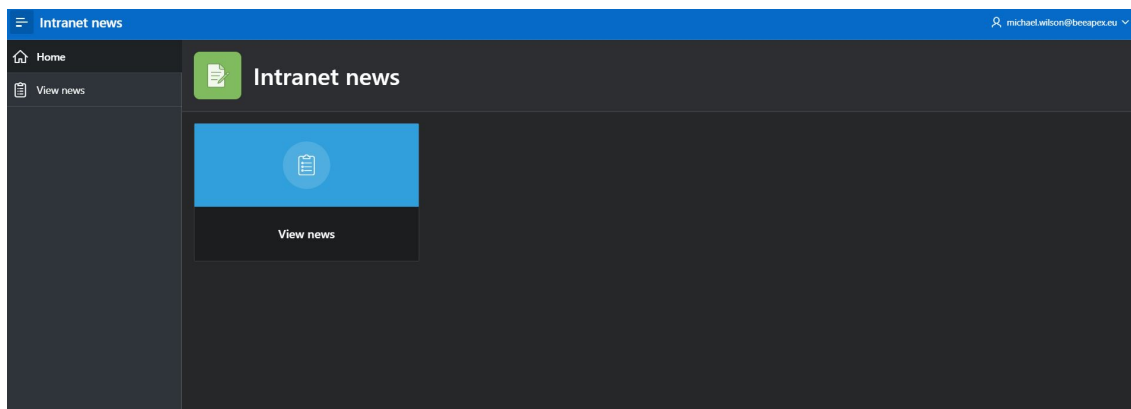 Intranet news
michael.wilson@beeapex.eu
Home
View news
Intranet news
View news